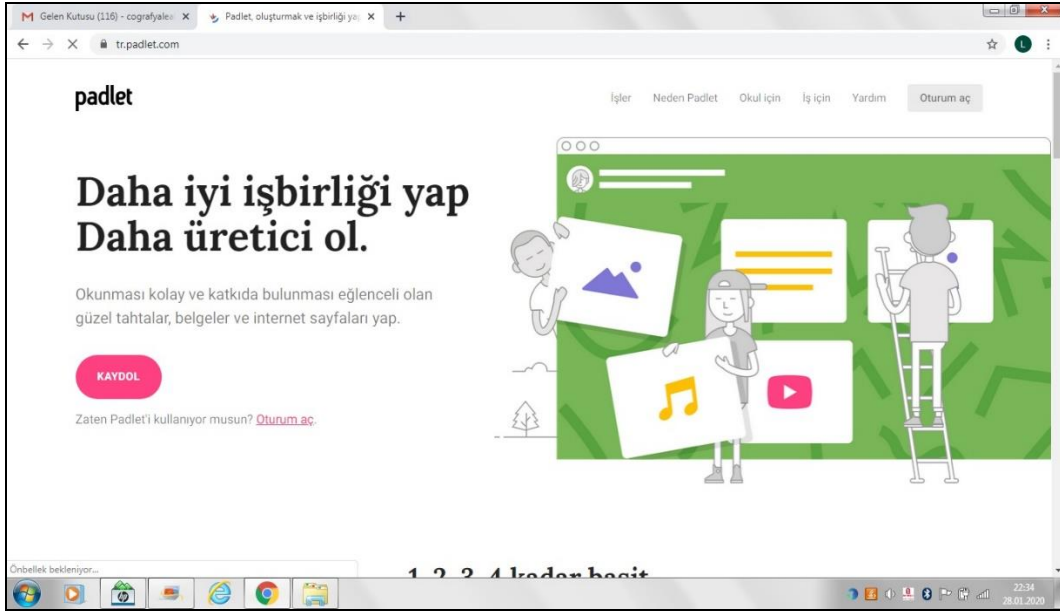 Gelen Kutusu (116) - cografyale
Padlet, oluşturmak ve işbirliği yap
tr.padlet.com
L
padlet
İşler Neden Padlet Okul için İş için Yardım Oturum aç
Daha iyi işbirliği yap
Daha üretici ol.
Okunması kolay ve katkıda bulunması eğlenceli olan
güzel tahtalar, belgeler ve internet sayfaları yap.
KAYDOL
Zaten Padlet'i kullanıyor musun? Oturum aç.
1, 2, 3, 4 kadar basit
Önbellek bekleniyor...
22:34
28.01.2020